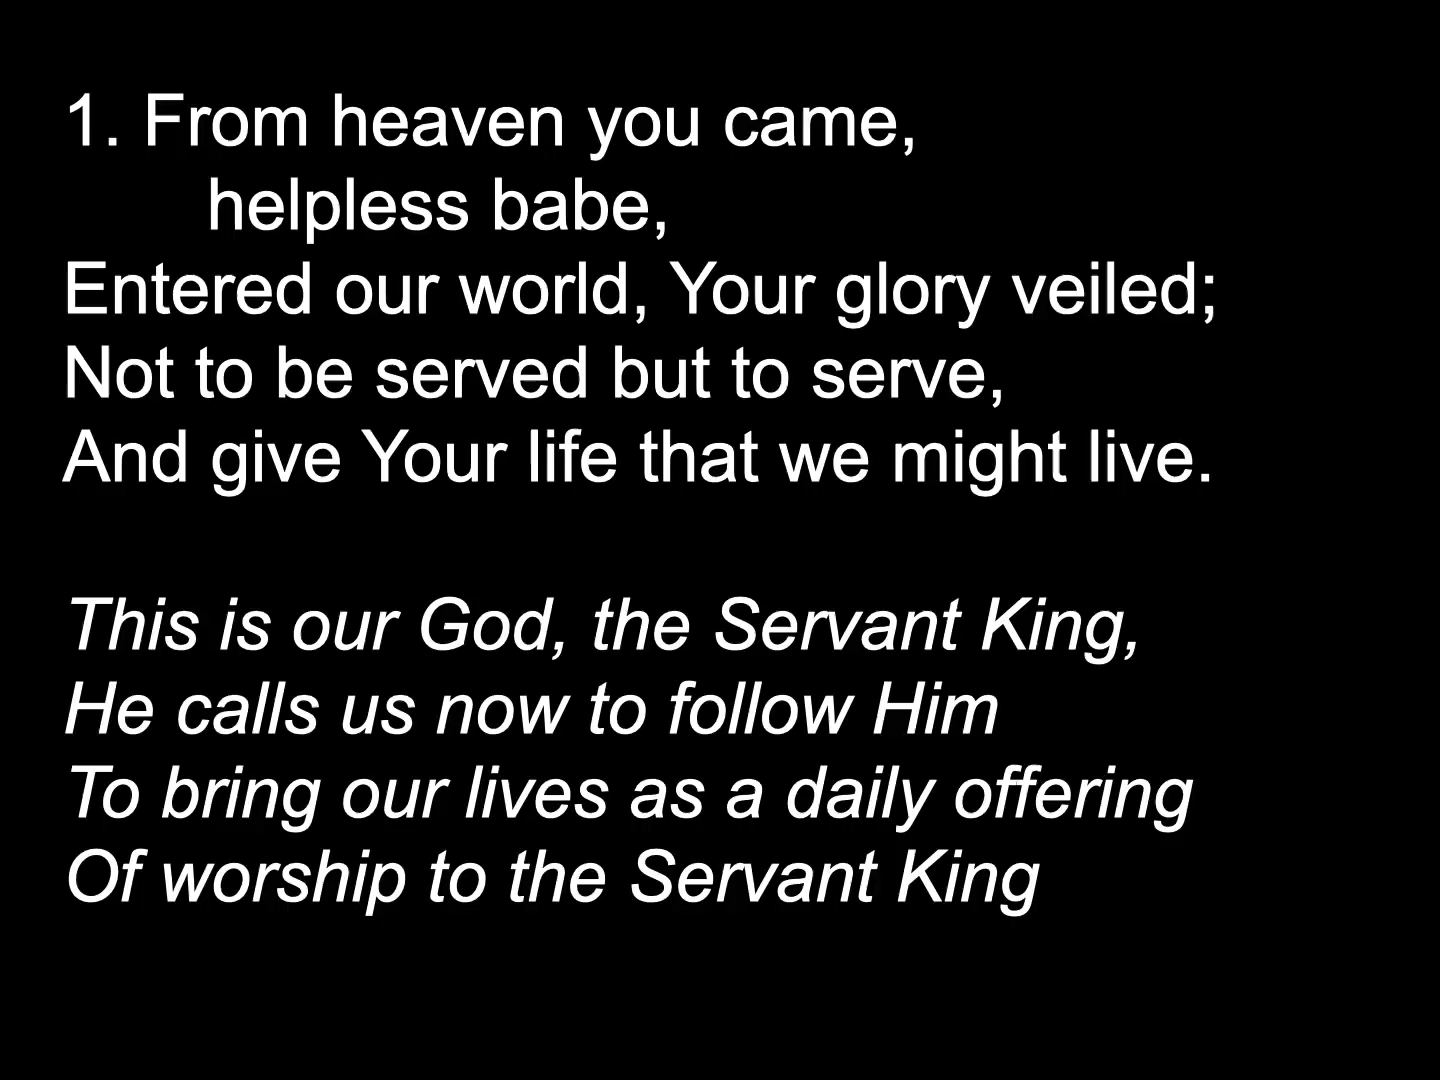 1. From heaven you came,
helpless babe,
Entered our world, Your glory veiled;
Not to be served but to serve,
And give Your life that we might live.
This is our God, the Servant King,
He calls us now to follow Him
To bring our lives as a daily offering
Of worship to the Servant King